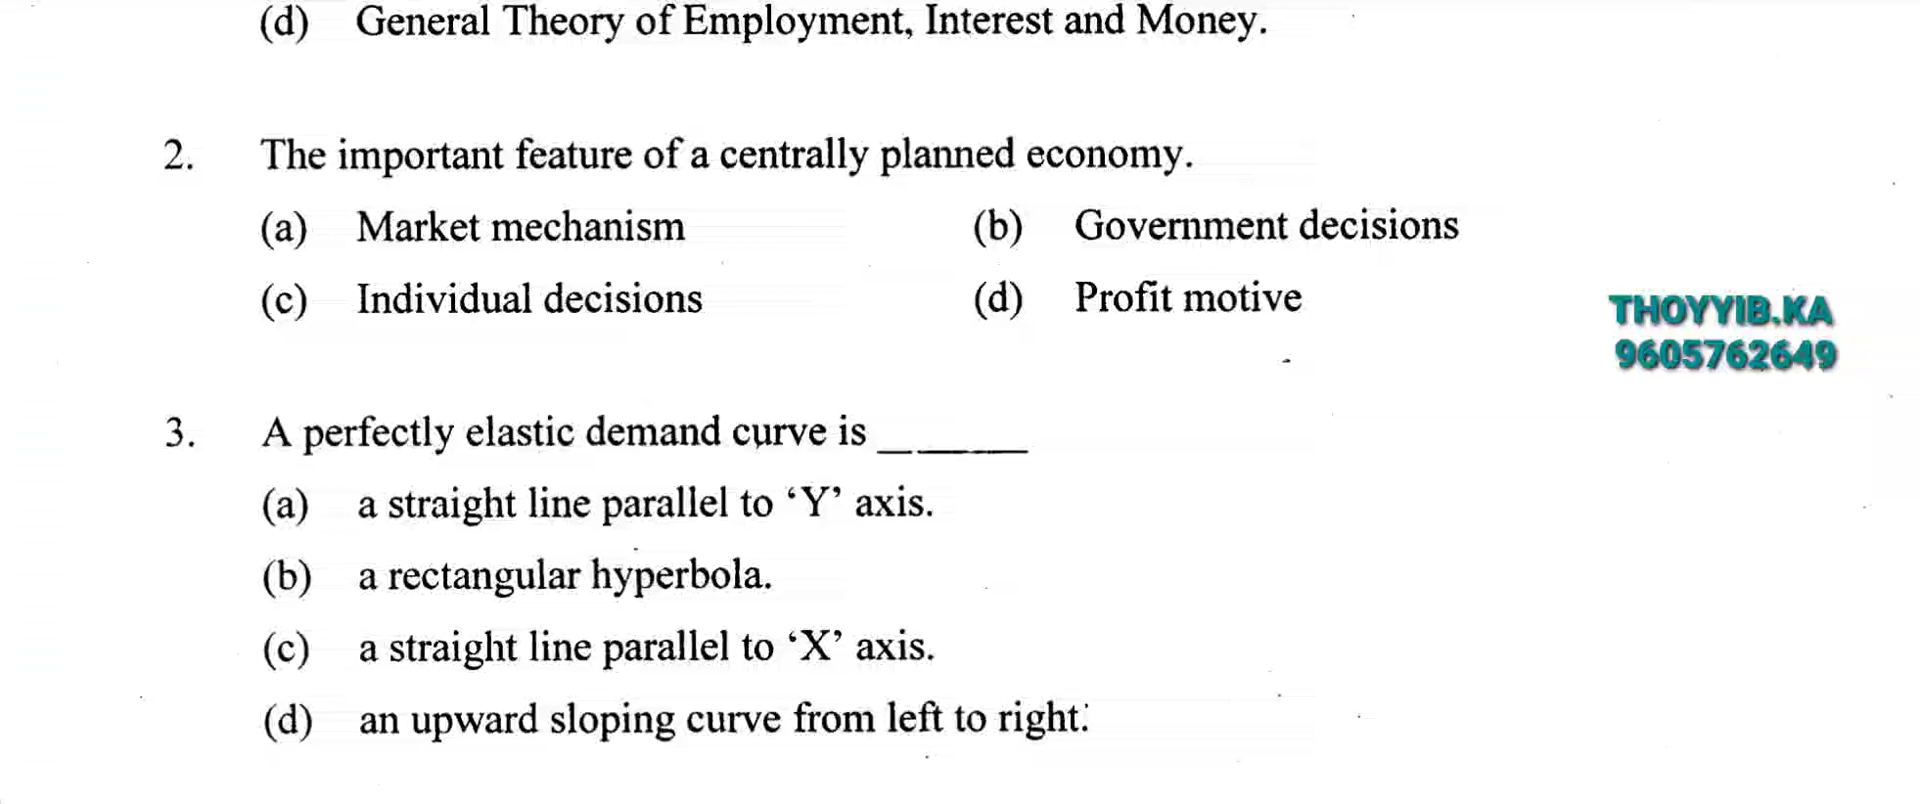 (d) General Theory of Employment, Interest and Money.
2. The important feature of a centrally planned economy.
(a) Market mechanism (b) Government decisions
(c) Individual decisions (d) Profit motive
THOYYIB.KA
9605762649
3. A perfectly elastic demand curve is ______
(a) a straight line parallel to ‘Y’ axis.
(b) a rectangular hyperbola.
(c) a straight line parallel to ‘X’ axis.
(d) an upward sloping curve from left to right.